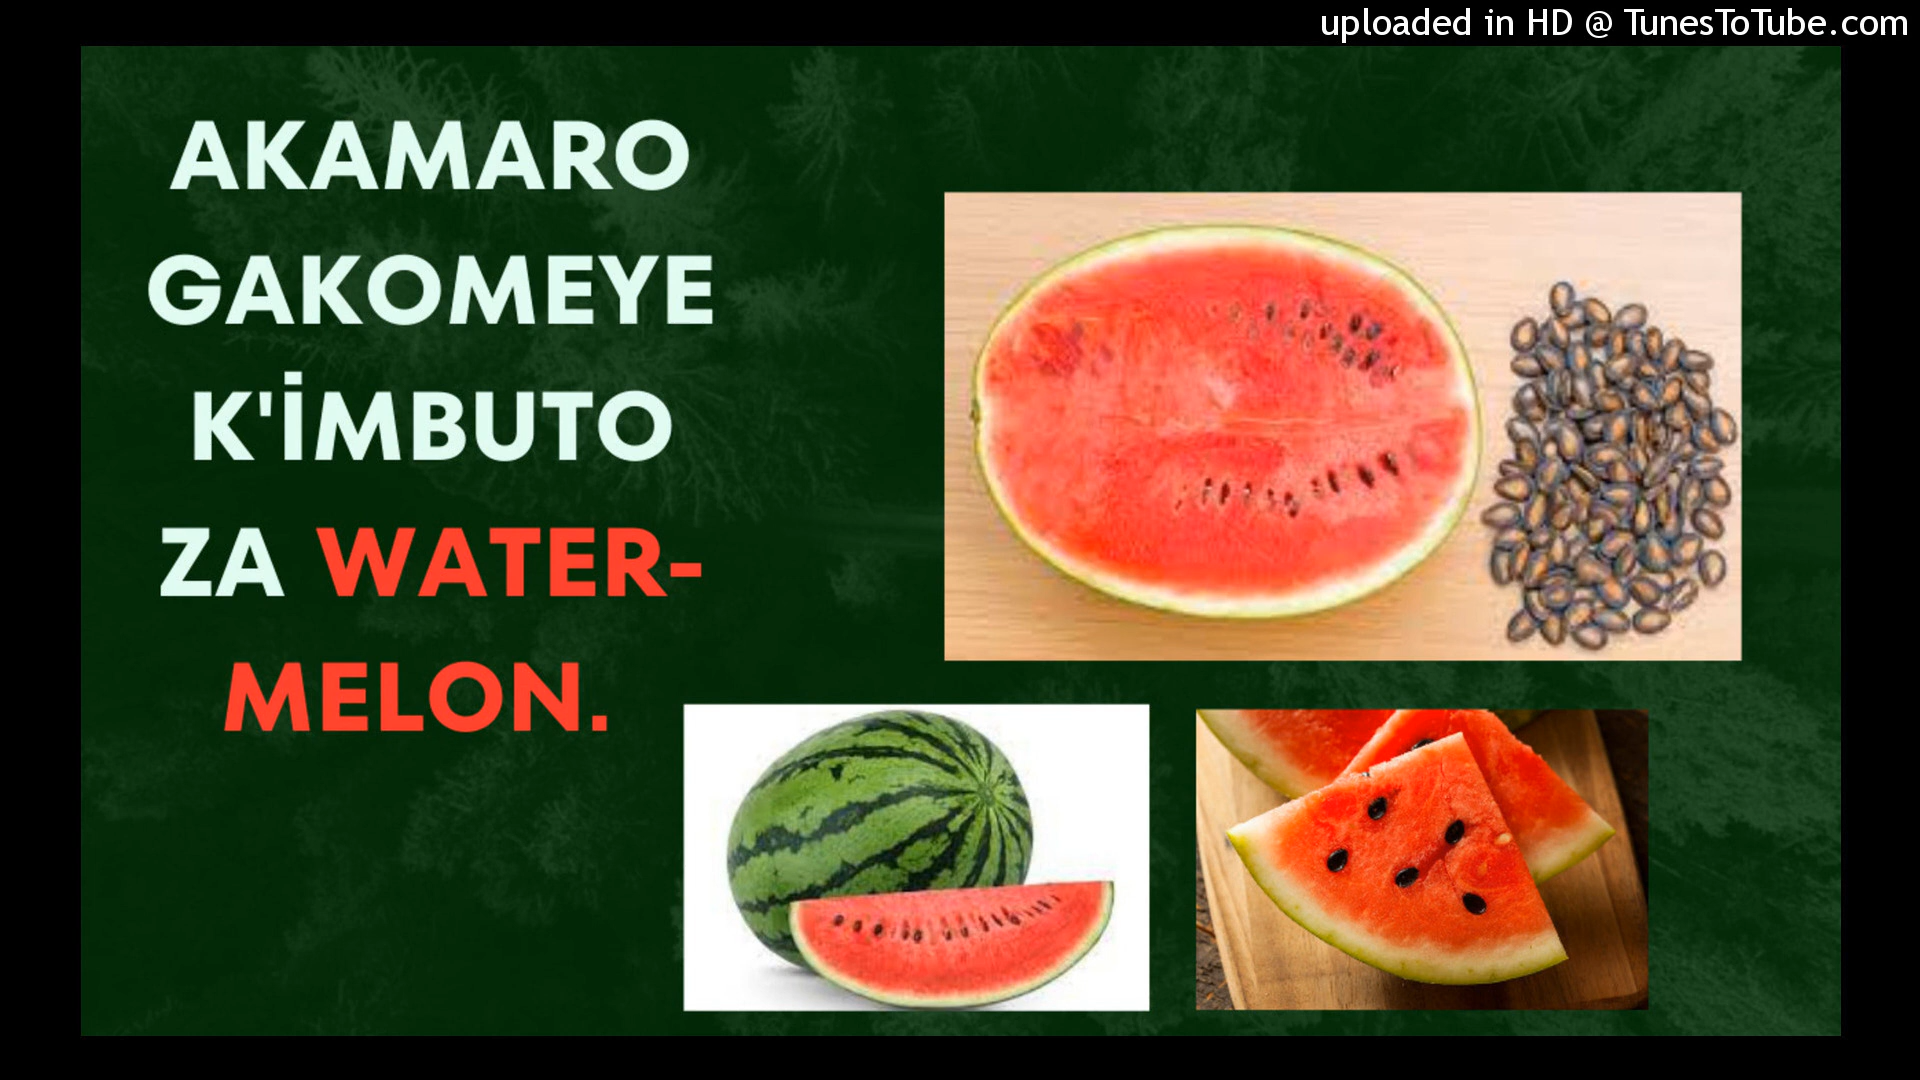 uploaded in HD @ TunesToTube.com
AKAMARO
GAKOMEYE
K'İMBUTO
ZA WATER-
MELON.